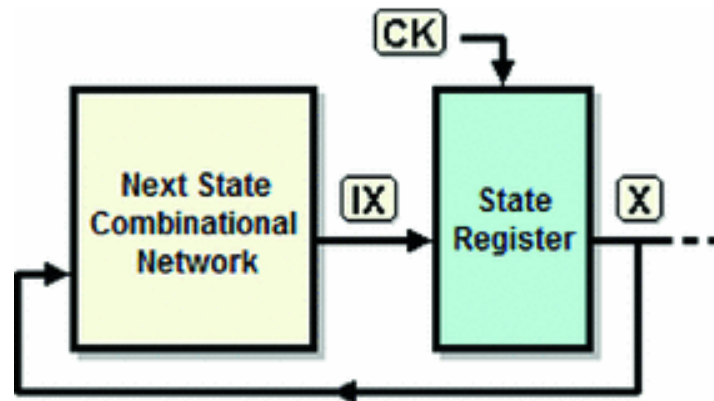 CK
Next State
Combinational
Network
IX
State
Register
X